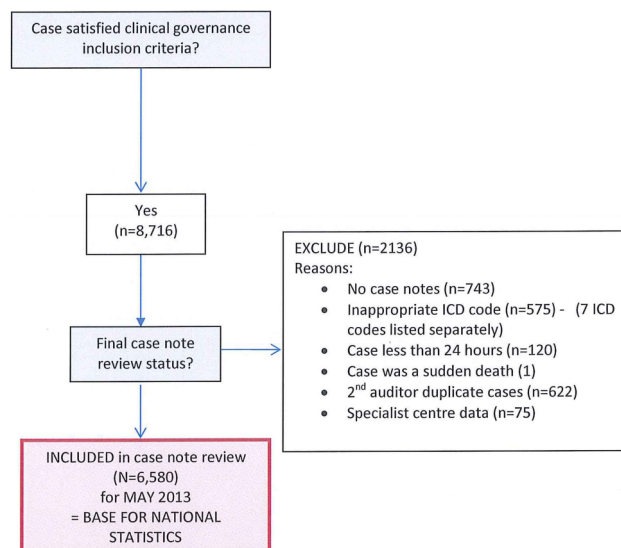 Case satisfied clinical governance
inclusion criteria?
Yes
(n=8,716)
EXCLUDE (n=2136)
Reasons:
• No case notes (n=743)
• Inappropriate ICD code (n=575) - (7 ICD
codes listed separately)
• Case less than 24 hours (n=120)
• Case was a sudden death (1)
• 2nd auditor duplicate cases (n=622)
• Specialist centre data (n=75)
Final case note
review status?
INCLUDED in case note review
(N=6,580)
for MAY 2013
= BASE FOR NATIONAL
STATISTICS